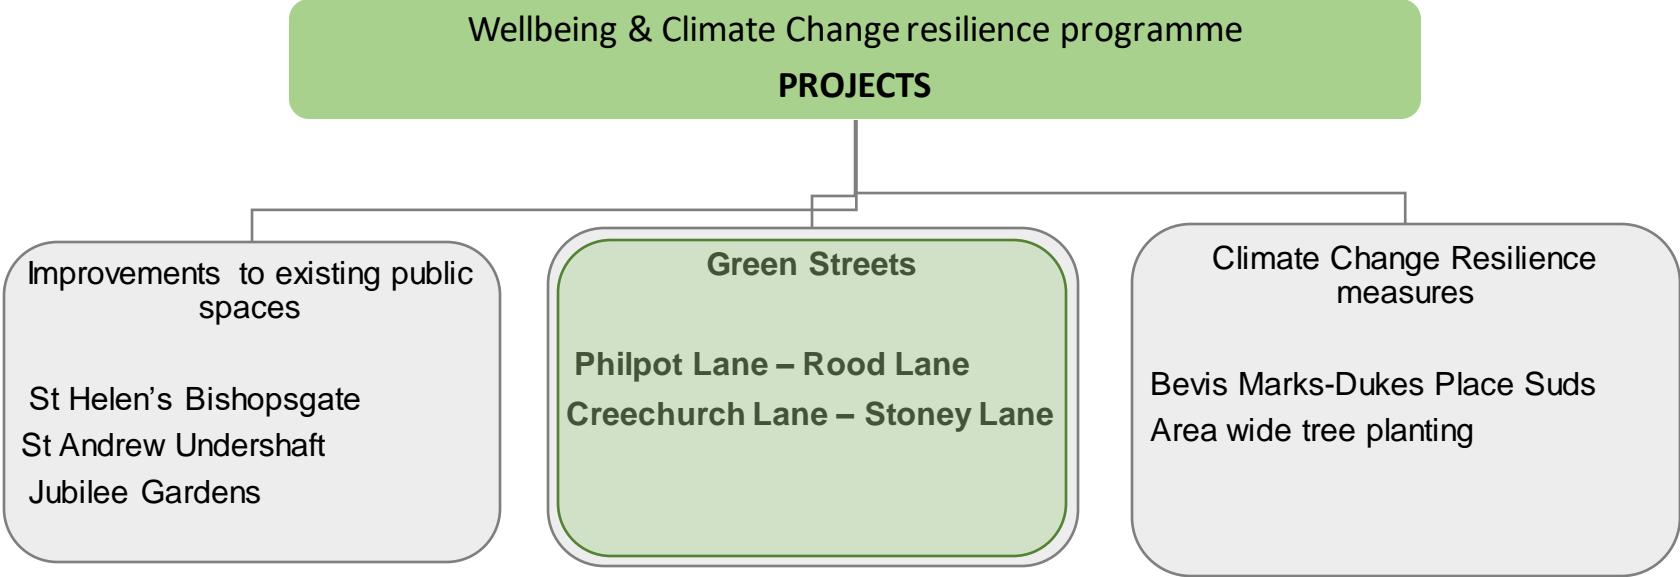 Wellbeing & Climate Change resilience programme
PROJECTS
Improvements to existing public
spaces
St Helen’s Bishopsgate
St Andrew Undershaft
Jubilee Gardens
Green Streets
Philpot Lane – Rood Lane
Creechurch Lane – Stoney Lane
Climate Change Resilience
measures
Bevis Marks-Dukes Place Suds
Area wide tree planting